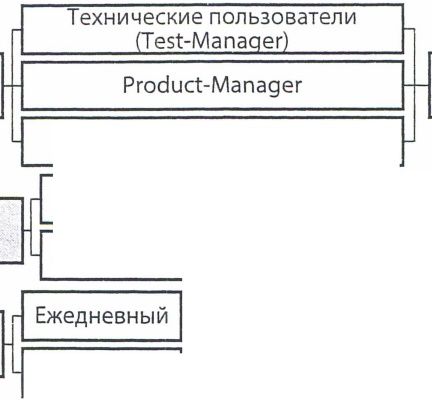 Технические пользователи
(Test-Manager)
Product-Manager
Ежедневный